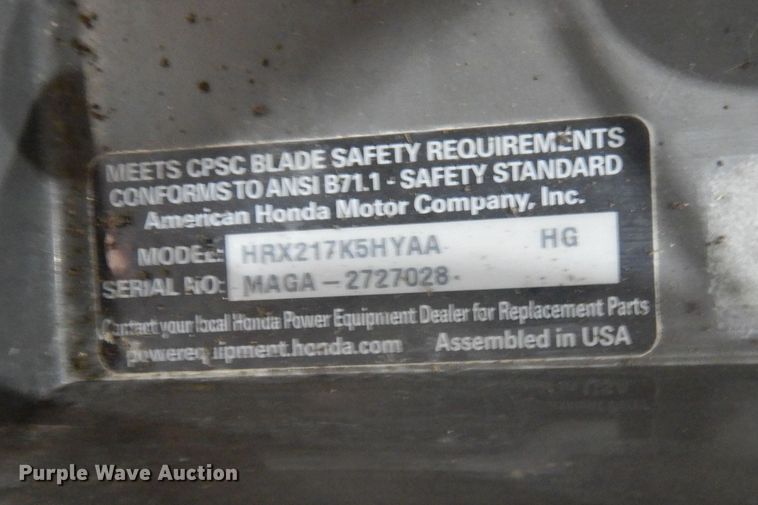 MEETS CPSC BLADE SAFETY REQUIREMENTS
CONFORMS TO ANSI B71.1 - SAFETY STANDARD
American Honda Motor Company, Inc.
MODEL: HRX217K5HYAA HG
SERIAL NO: MAGA - 2727028
Contact your local Honda Power Equipment Dealer for Replacement Parts
powerequipment.honda.com Assembled in USA
Purple Wave Auction